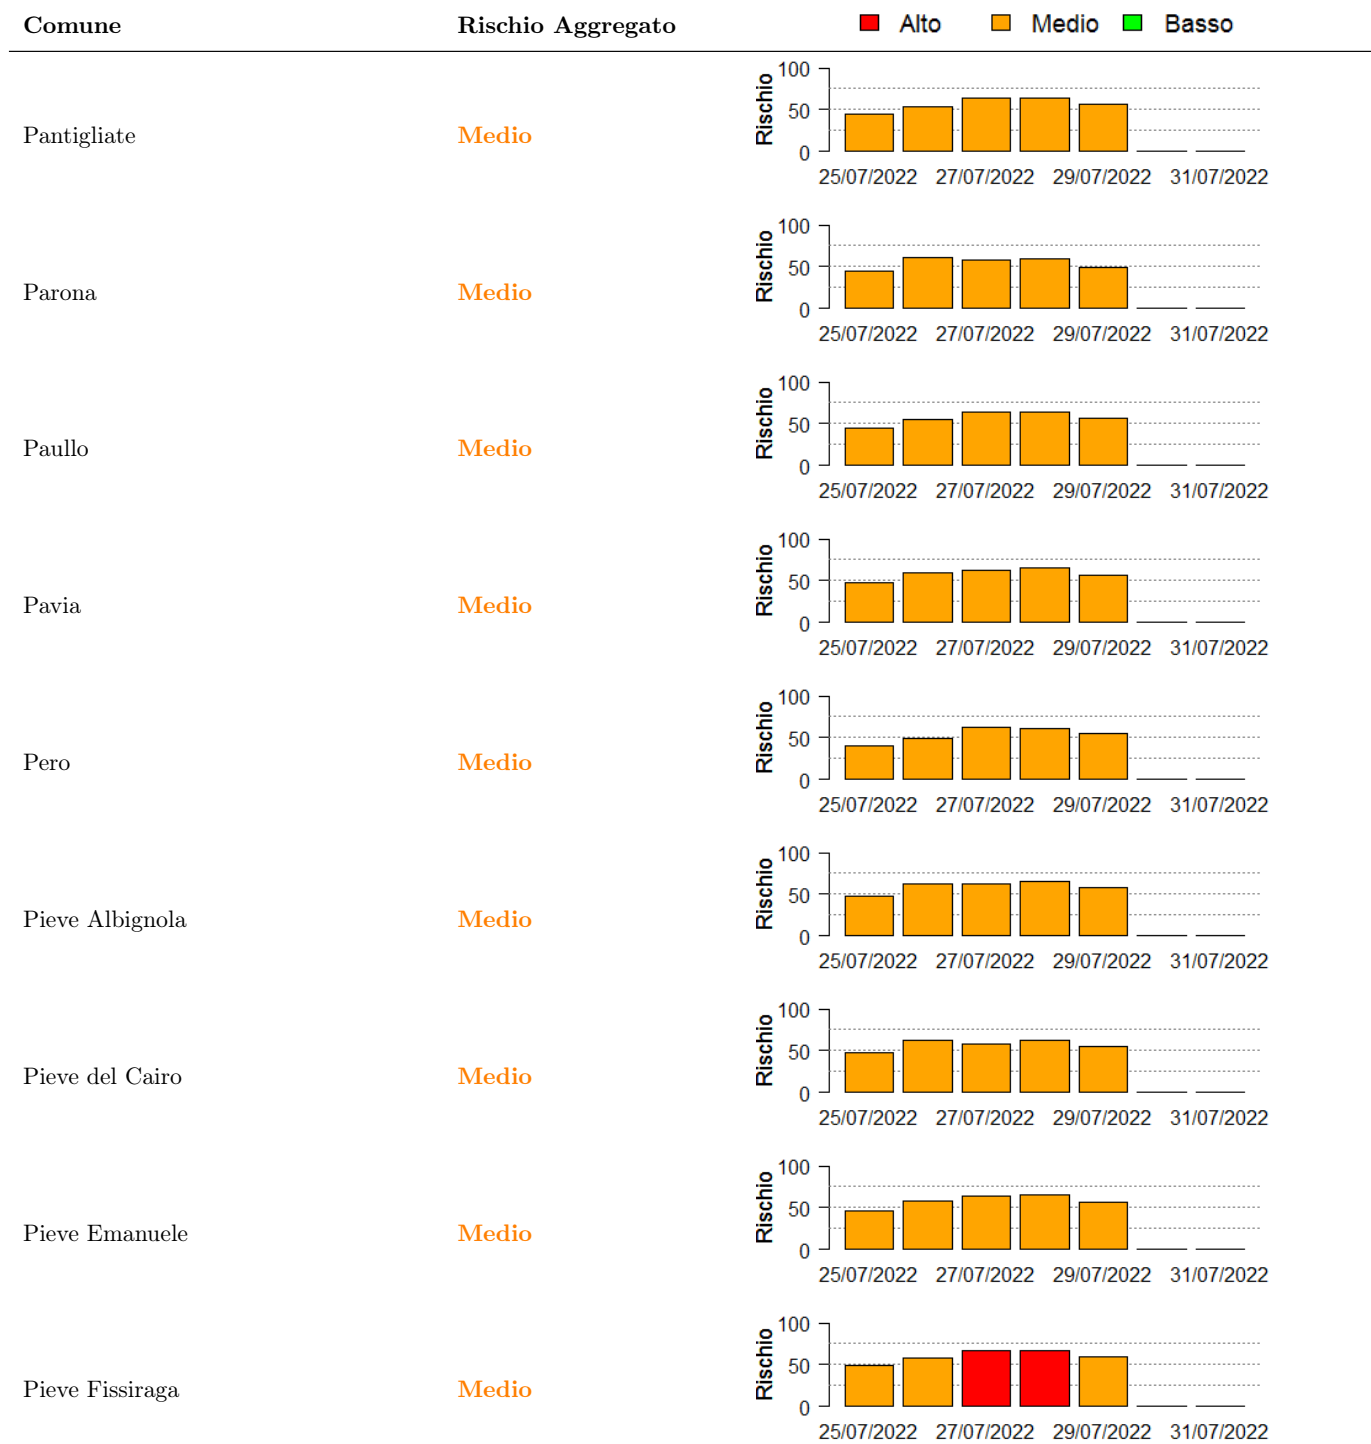 Comune Rischio Aggregato Alto Medio Basso
Pantigliate Medio
Rischio
100
50
0
25/07/2022 27/07/2022 29/07/2022 31/07/2022
Parona Medio
Rischio
100
50
0
25/07/2022 27/07/2022 29/07/2022 31/07/2022
Paullo Medio
Rischio
100
50
0
25/07/2022 27/07/2022 29/07/2022 31/07/2022
Pavia Medio
Rischio
100
50
0
25/07/2022 27/07/2022 29/07/2022 31/07/2022
Pero Medio
Rischio
100
50
0
25/07/2022 27/07/2022 29/07/2022 31/07/2022
Pieve Albignola Medio
Rischio
100
50
0
25/07/2022 27/07/2022 29/07/2022 31/07/2022
Pieve del Cairo Medio
Rischio
100
50
0
25/07/2022 27/07/2022 29/07/2022 31/07/2022
Pieve Emanuele Medio
Rischio
100
50
0
25/07/2022 27/07/2022 29/07/2022 31/07/2022
Pieve Fissiraga Medio
Rischio
100
50
0
25/07/2022 27/07/2022 29/07/2022 31/07/2022